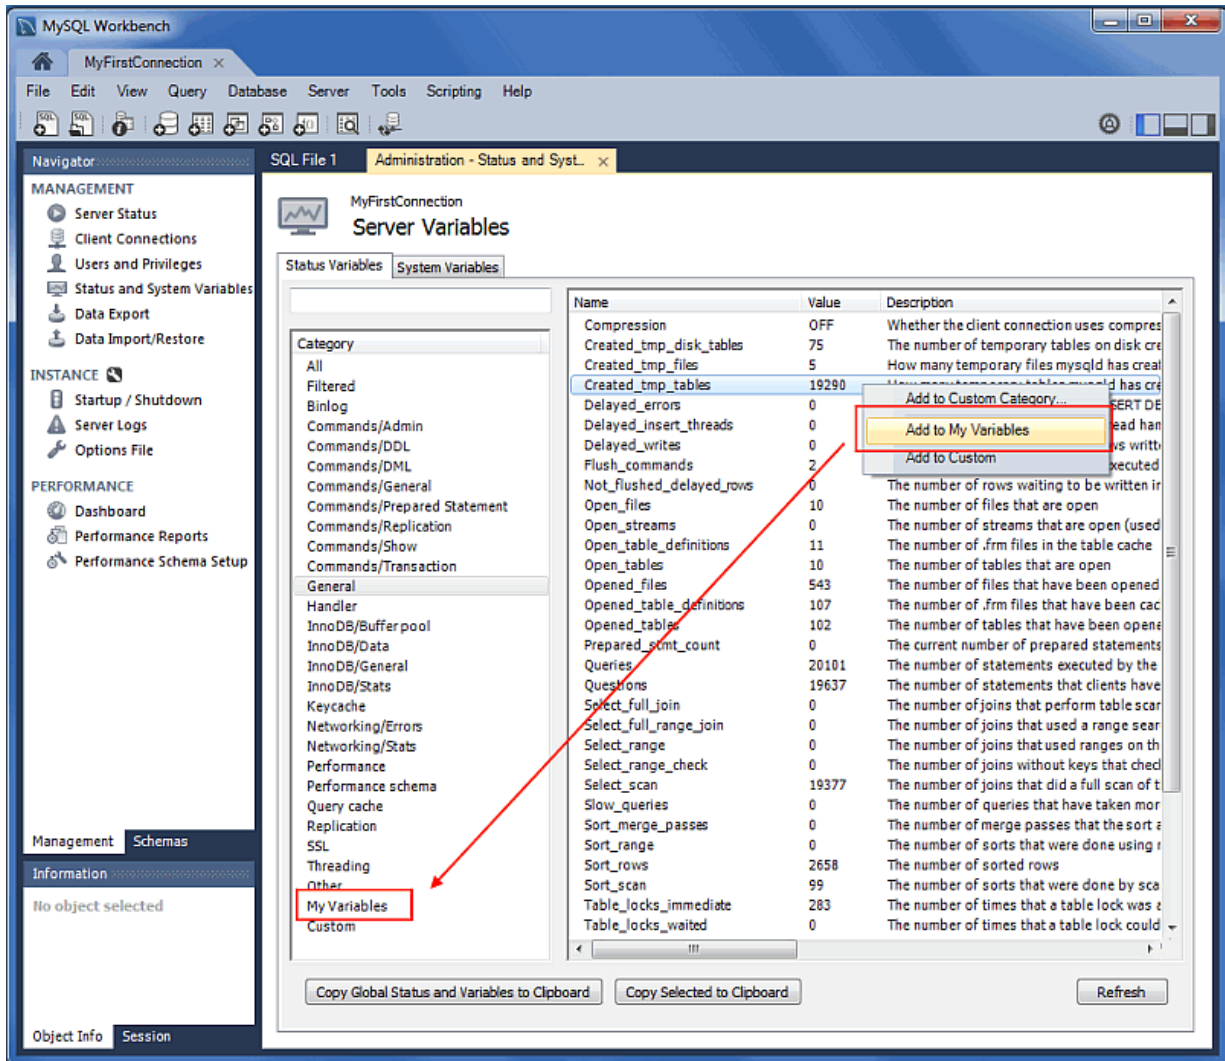 MySQL Workbench
MyFirstConnection
File Edit View Query Database Server Tools Scripting Help
Navigator
MANAGEMENT
Server Status
Client Connections
Users and Privileges
Status and System Variables
Data Export
Data Import/Restore
INSTANCE
Startup / Shutdown
Server Logs
Options File
PERFORMANCE
Dashboard
Performance Reports
Performance Schema Setup
Management Schemas
Information
No object selected
Object Info Session
SQL File 1 Administration - Status and Syst...
MyFirstConnection
Server Variables
Status Variables System Variables
Category
All
Filtered
Binlog
Commands/Admin
Commands/DDL
Commands/DML
Commands/General
Commands/Prepared Statement
Commands/Replication
Commands/Show
Commands/Transaction
General
Handler
InnoDB/Buffer pool
InnoDB/Data
InnoDB/General
InnoDB/Stats
Keycache
Networking/Errors
Networking/Stats
Performance
Performance schema
Query cache
Replication
SSL
Threading
Other
My Variables
Custom
Name Value Description
Compression OFF Whether the client connection uses compres
Created_tmp_disk_tables 75 The number of temporary tables on disk cre
Created_tmp_files 5 How many temporary files mysqld has creat
Created_tmp_tables 19290 How many temporary tables mysqld has cre
Delayed_errors 0 SERT DE
Delayed_insert_threads 0 ead han
Delayed_writes 0 ws writt
Flush_commands 2 xecuted
Not_flushed_delayed_rows 0 The number of rows waiting to be written ir
Open_files 10 The number of files that are open
Open_streams 0 The number of streams that are open (used
Open_table_definitions 11 The number of .frm files in the table cache
Open_tables 10 The number of tables that are open
Opened_files 543 The number of files that have been opened
Opened_table_definitions 107 The number of .frm files that have been cac
Opened_tables 102 The number of tables that have been opene
Prepared_stmt_count 0 The current number of prepared statements
Queries 20101 The number of statements executed by the
Questions 19637 The number of statements that clients have
Select_full_join 0 The number of joins that perform table scar
Select_full_range_join 0 The number of joins that used a range sear
Select_range 0 The number of joins that used ranges on th
Select_range_check 0 The number of joins without keys that chec
Select_scan 19377 The number of joins that did a full scan of t
Slow_queries 0 The number of queries that have taken mor
Sort_merge_passes 0 The number of merge passes that the sort a
Sort_range 0 The number of sorts that were done using r
Sort_rows 2658 The number of sorted rows
Sort_scan 99 The number of sorts that were done by sca
Table_locks_immediate 283 The number of times that a table lock was a
Table_locks_waited 0 The number of times that a table lock could
Add to Custom Category...
Add to My Variables
Add to Custom
Copy Global Status and Variables to Clipboard Copy Selected to Clipboard Refresh